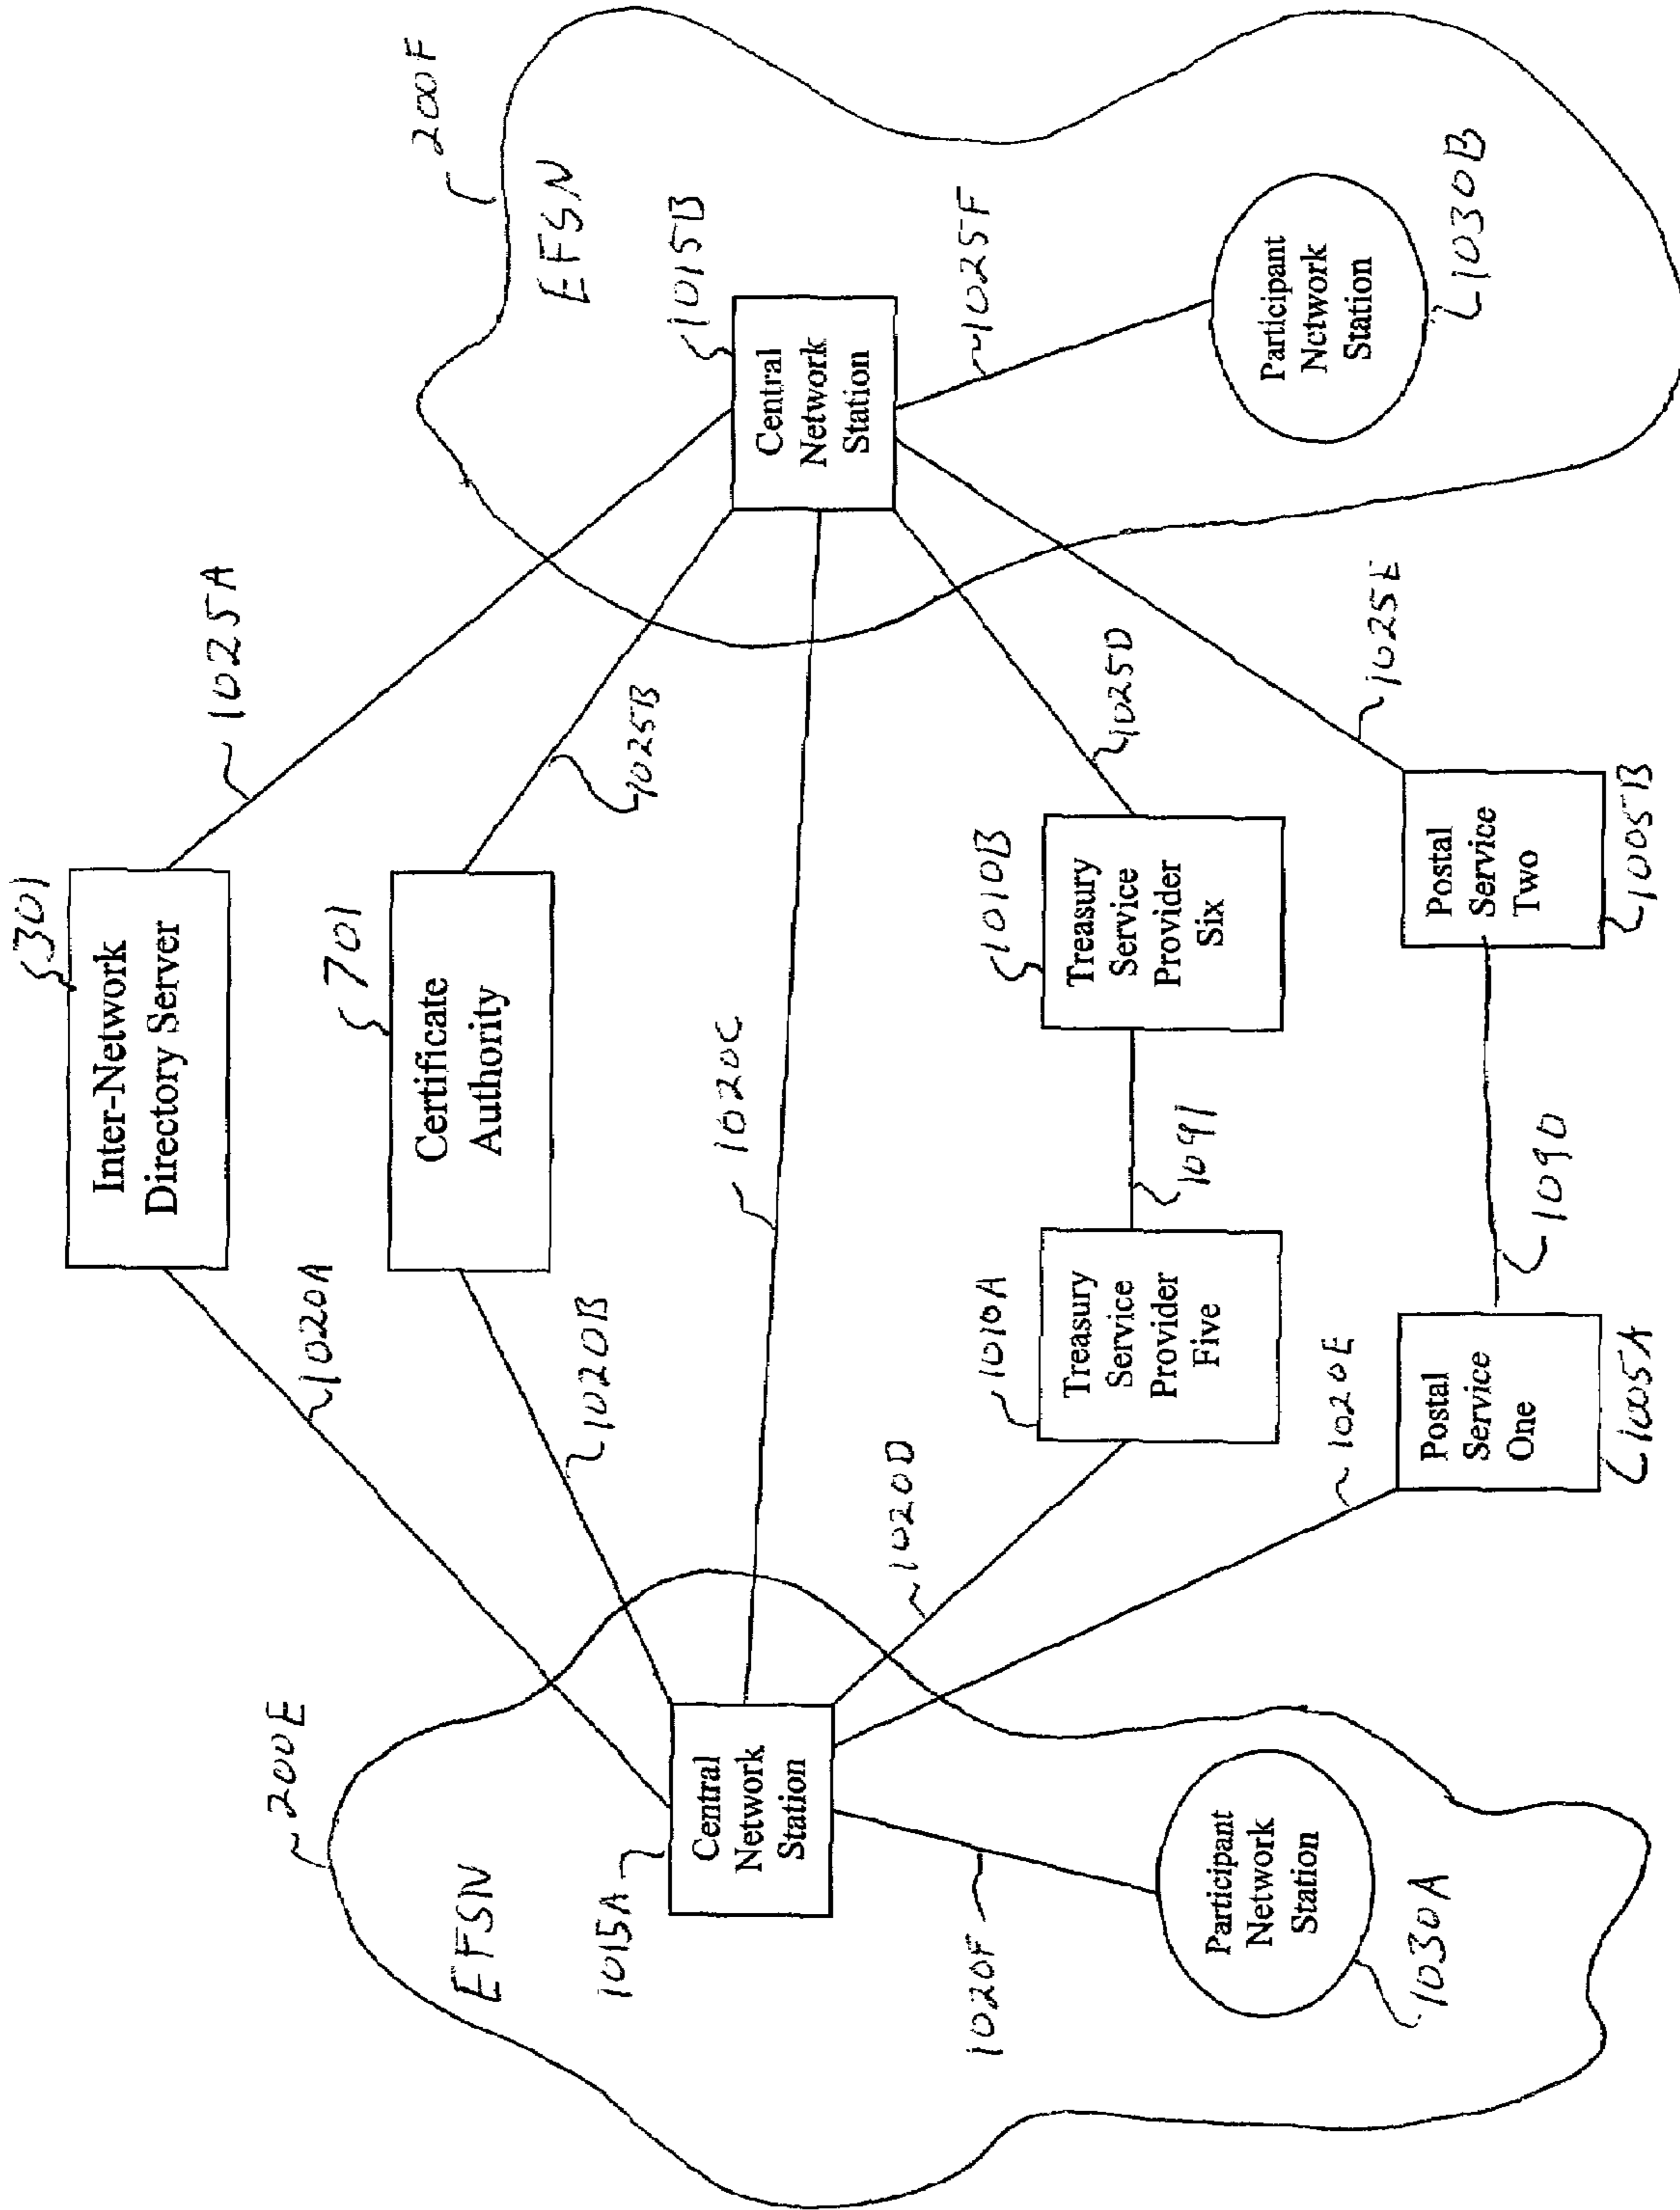 200E
EFSN
1015A
Central
Network
Station
1020F
Participant
Network
Station
1030A
1020A
1020B
1020C
1020D
1020E
301
Inter-Network
Directory Server
701
Certificate
Authority
1010A
Treasury
Service
Provider
Five
1091
1010B
Treasury
Service
Provider
Six
Postal
Service
One
1005A
1090
Postal
Service
Two
1005B
1025A
1025B
1025D
1025E
200F
EFSN
1015B
Central
Network
Station
1025F
Participant
Network
Station
1030B